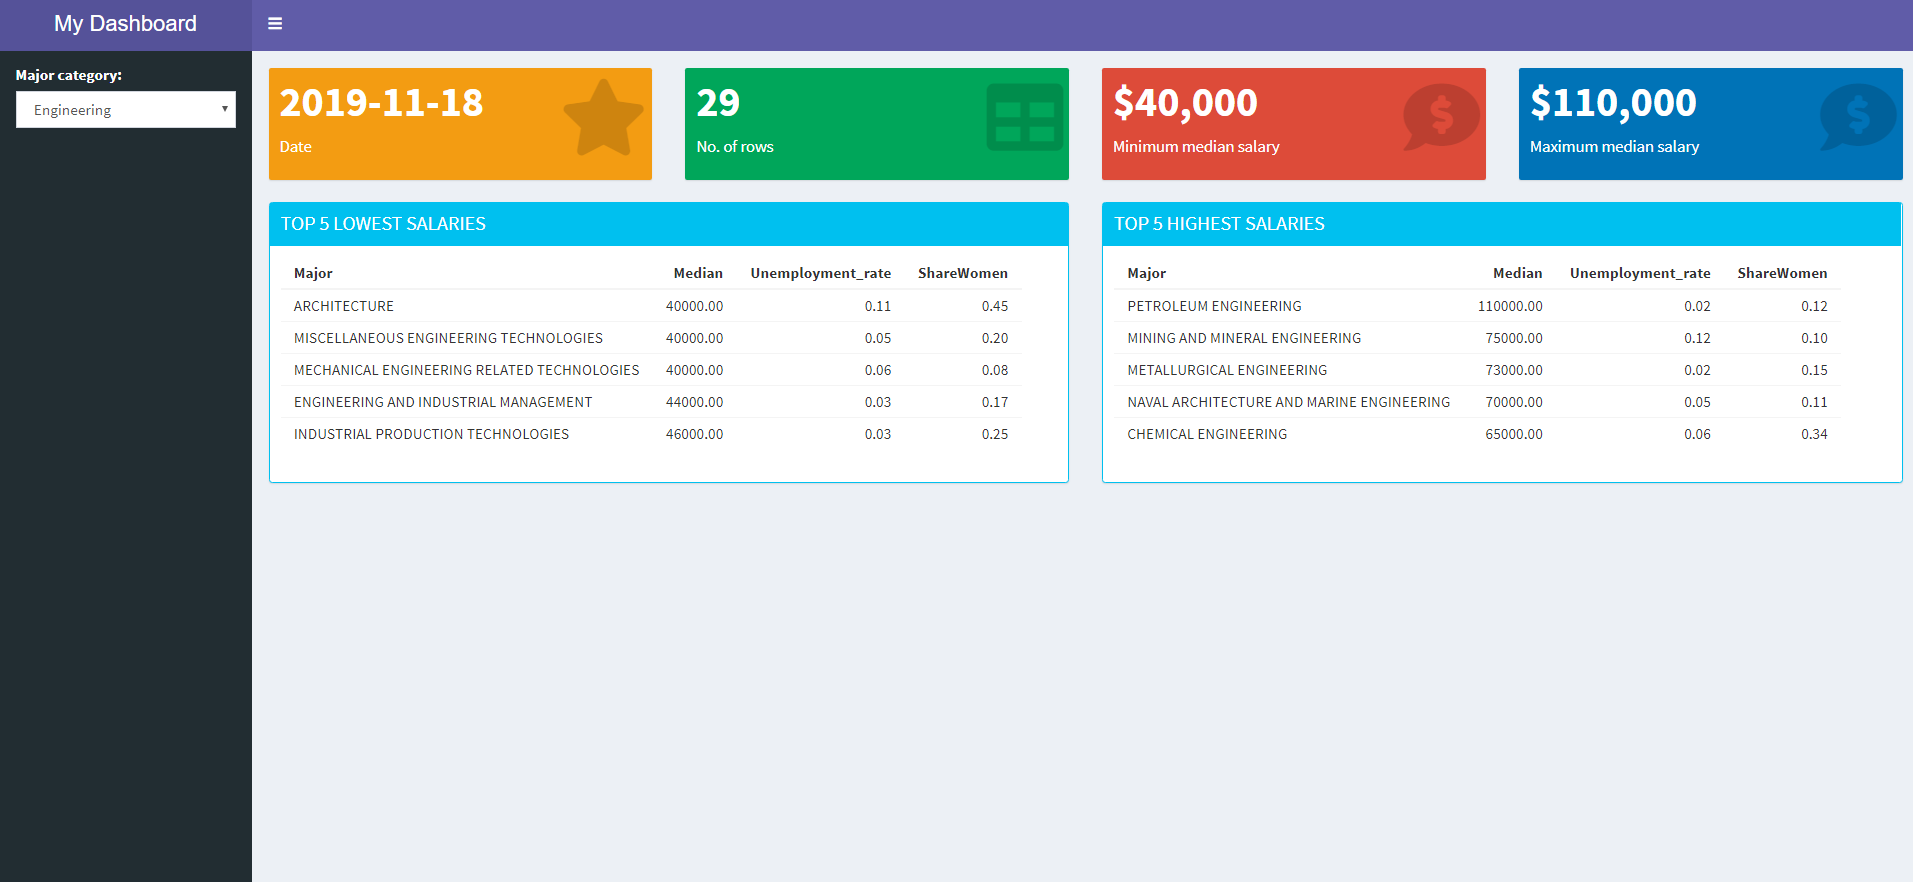 My Dashboard
Major category:
Engineering
2019-11-18
Date
29
No. of rows
$40,000
Minimum median salary
$110,000
Maximum median salary
TOP 5 LOWEST SALARIES
Major Median Unemployment_rate ShareWomen
ARCHITECTURE 40000.00 0.11 0.45
MISCELLANEOUS ENGINEERING TECHNOLOGIES 40000.00 0.05 0.20
MECHANICAL ENGINEERING RELATED TECHNOLOGIES 40000.00 0.06 0.08
ENGINEERING AND INDUSTRIAL MANAGEMENT 44000.00 0.03 0.17
INDUSTRIAL PRODUCTION TECHNOLOGIES 46000.00 0.03 0.25
TOP 5 HIGHEST SALARIES
Major Median Unemployment_rate ShareWomen
PETROLEUM ENGINEERING 110000.00 0.02 0.12
MINING AND MINERAL ENGINEERING 75000.00 0.12 0.10
METALLURGICAL ENGINEERING 73000.00 0.02 0.15
NAVAL ARCHITECTURE AND MARINE ENGINEERING 70000.00 0.05 0.11
CHEMICAL ENGINEERING 65000.00 0.06 0.34